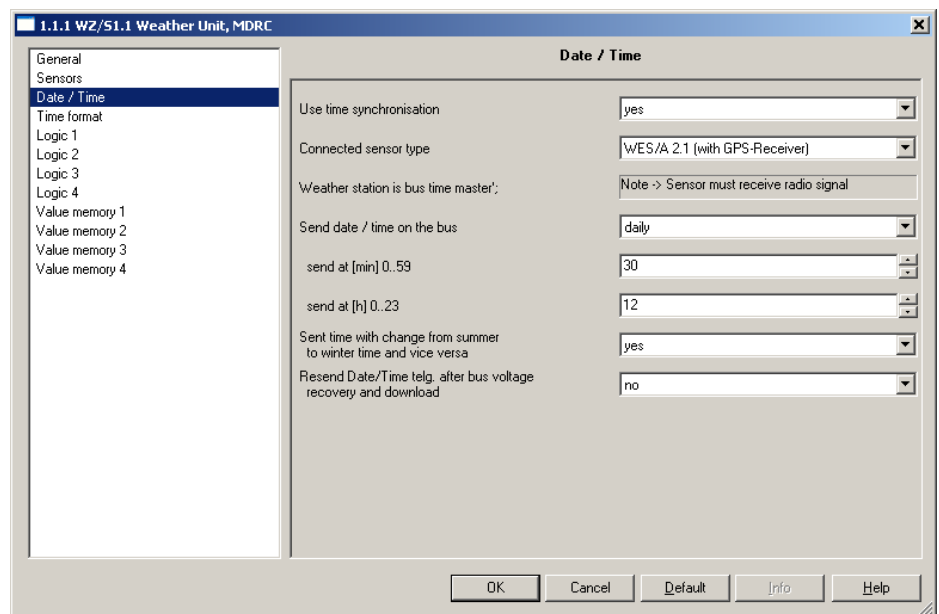 1.1.1 WZ/S1.1 Weather Unit, MDRC
General
Sensors
Date / Time
Time format
Logic 1
Logic 2
Logic 3
Logic 4
Value memory 1
Value memory 2
Value memory 3
Value memory 4
Date / Time
Use time synchronisation
yes
Connected sensor type
WES/A 2.1 (with GPS-Receiver)
Weather station is bus time master';
Note -> Sensor must receive radio signal
Send date / time on the bus
daily
send at [min] 0..59
30
send at [h] 0..23
12
Sent time with change from summer
to winter time and vice versa
yes
Resend Date/Time telg. after bus voltage
recovery and download
no
OK
Cancel
Default
Info
Help